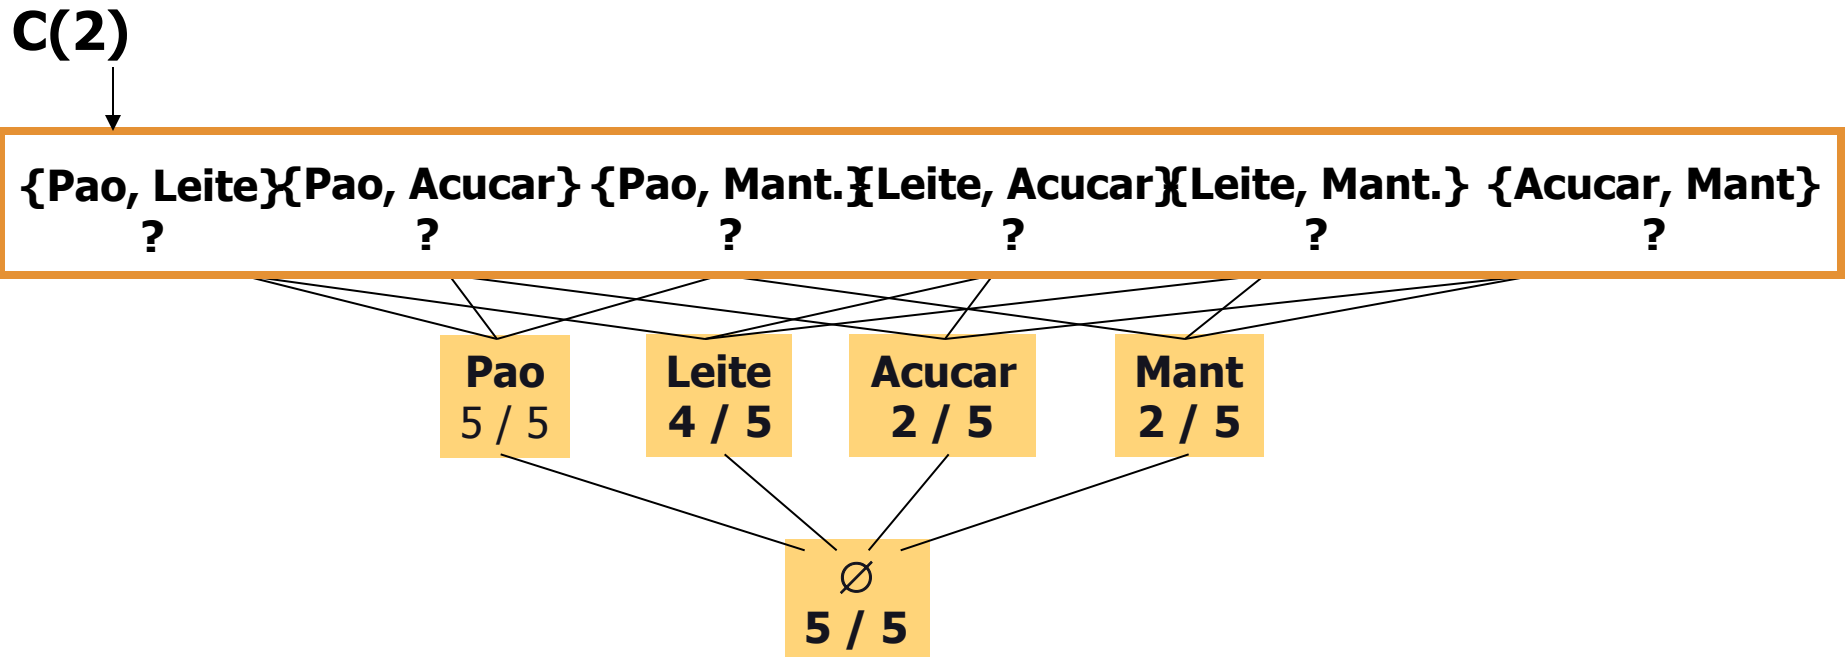 C(2)
{Pao, Leite} {Pao, Acucar} {Pao, Mant.} {Leite, Acucar} {Leite, Mant.} {Acucar, Mant}
? ? ? ? ? ?
Pao Leite Acucar Mant
5 / 5 4 / 5 2 / 5 2 / 5
∅
5 / 5